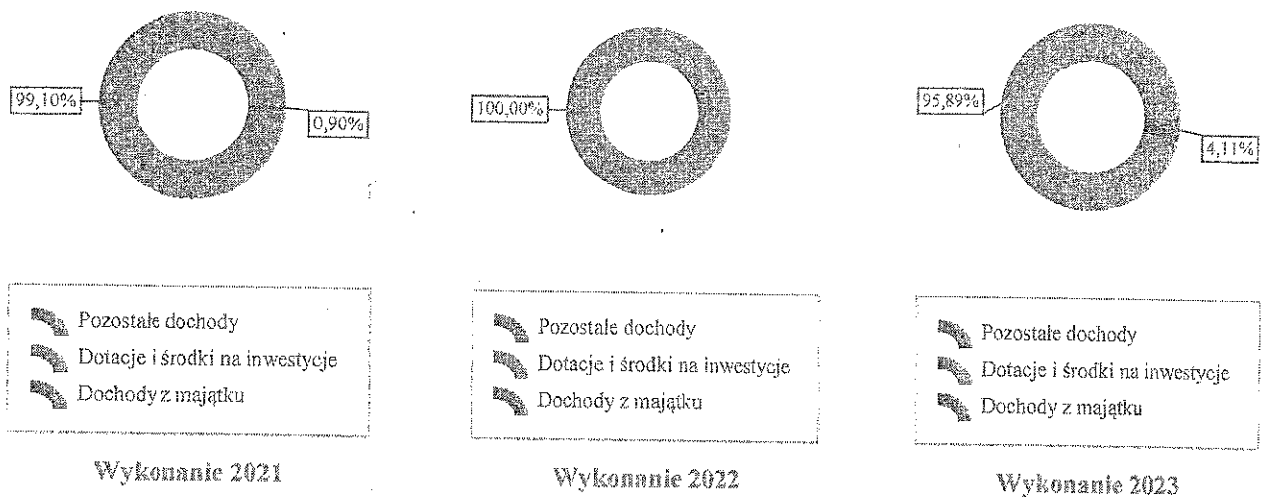 99,10%
0,90%
Pozostałe dochody
Dotacje i środki na inwestycje
Dochody z majątku
Wykonanie 2021
100,00%
Pozostałe dochody
Dotacje i środki na inwestycje
Dochody z majątku
Wykonanie 2022
95,89%
4,11%
Pozostałe dochody
Dotacje i środki na inwestycje
Dochody z majątku
Wykonanie 2023